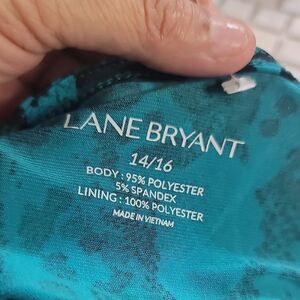 LANE BRYANT
14/16
BODY : 95% POLYESTER
5% SPANDEX
LINING : 100% POLYESTER
MADE IN VIETNAM